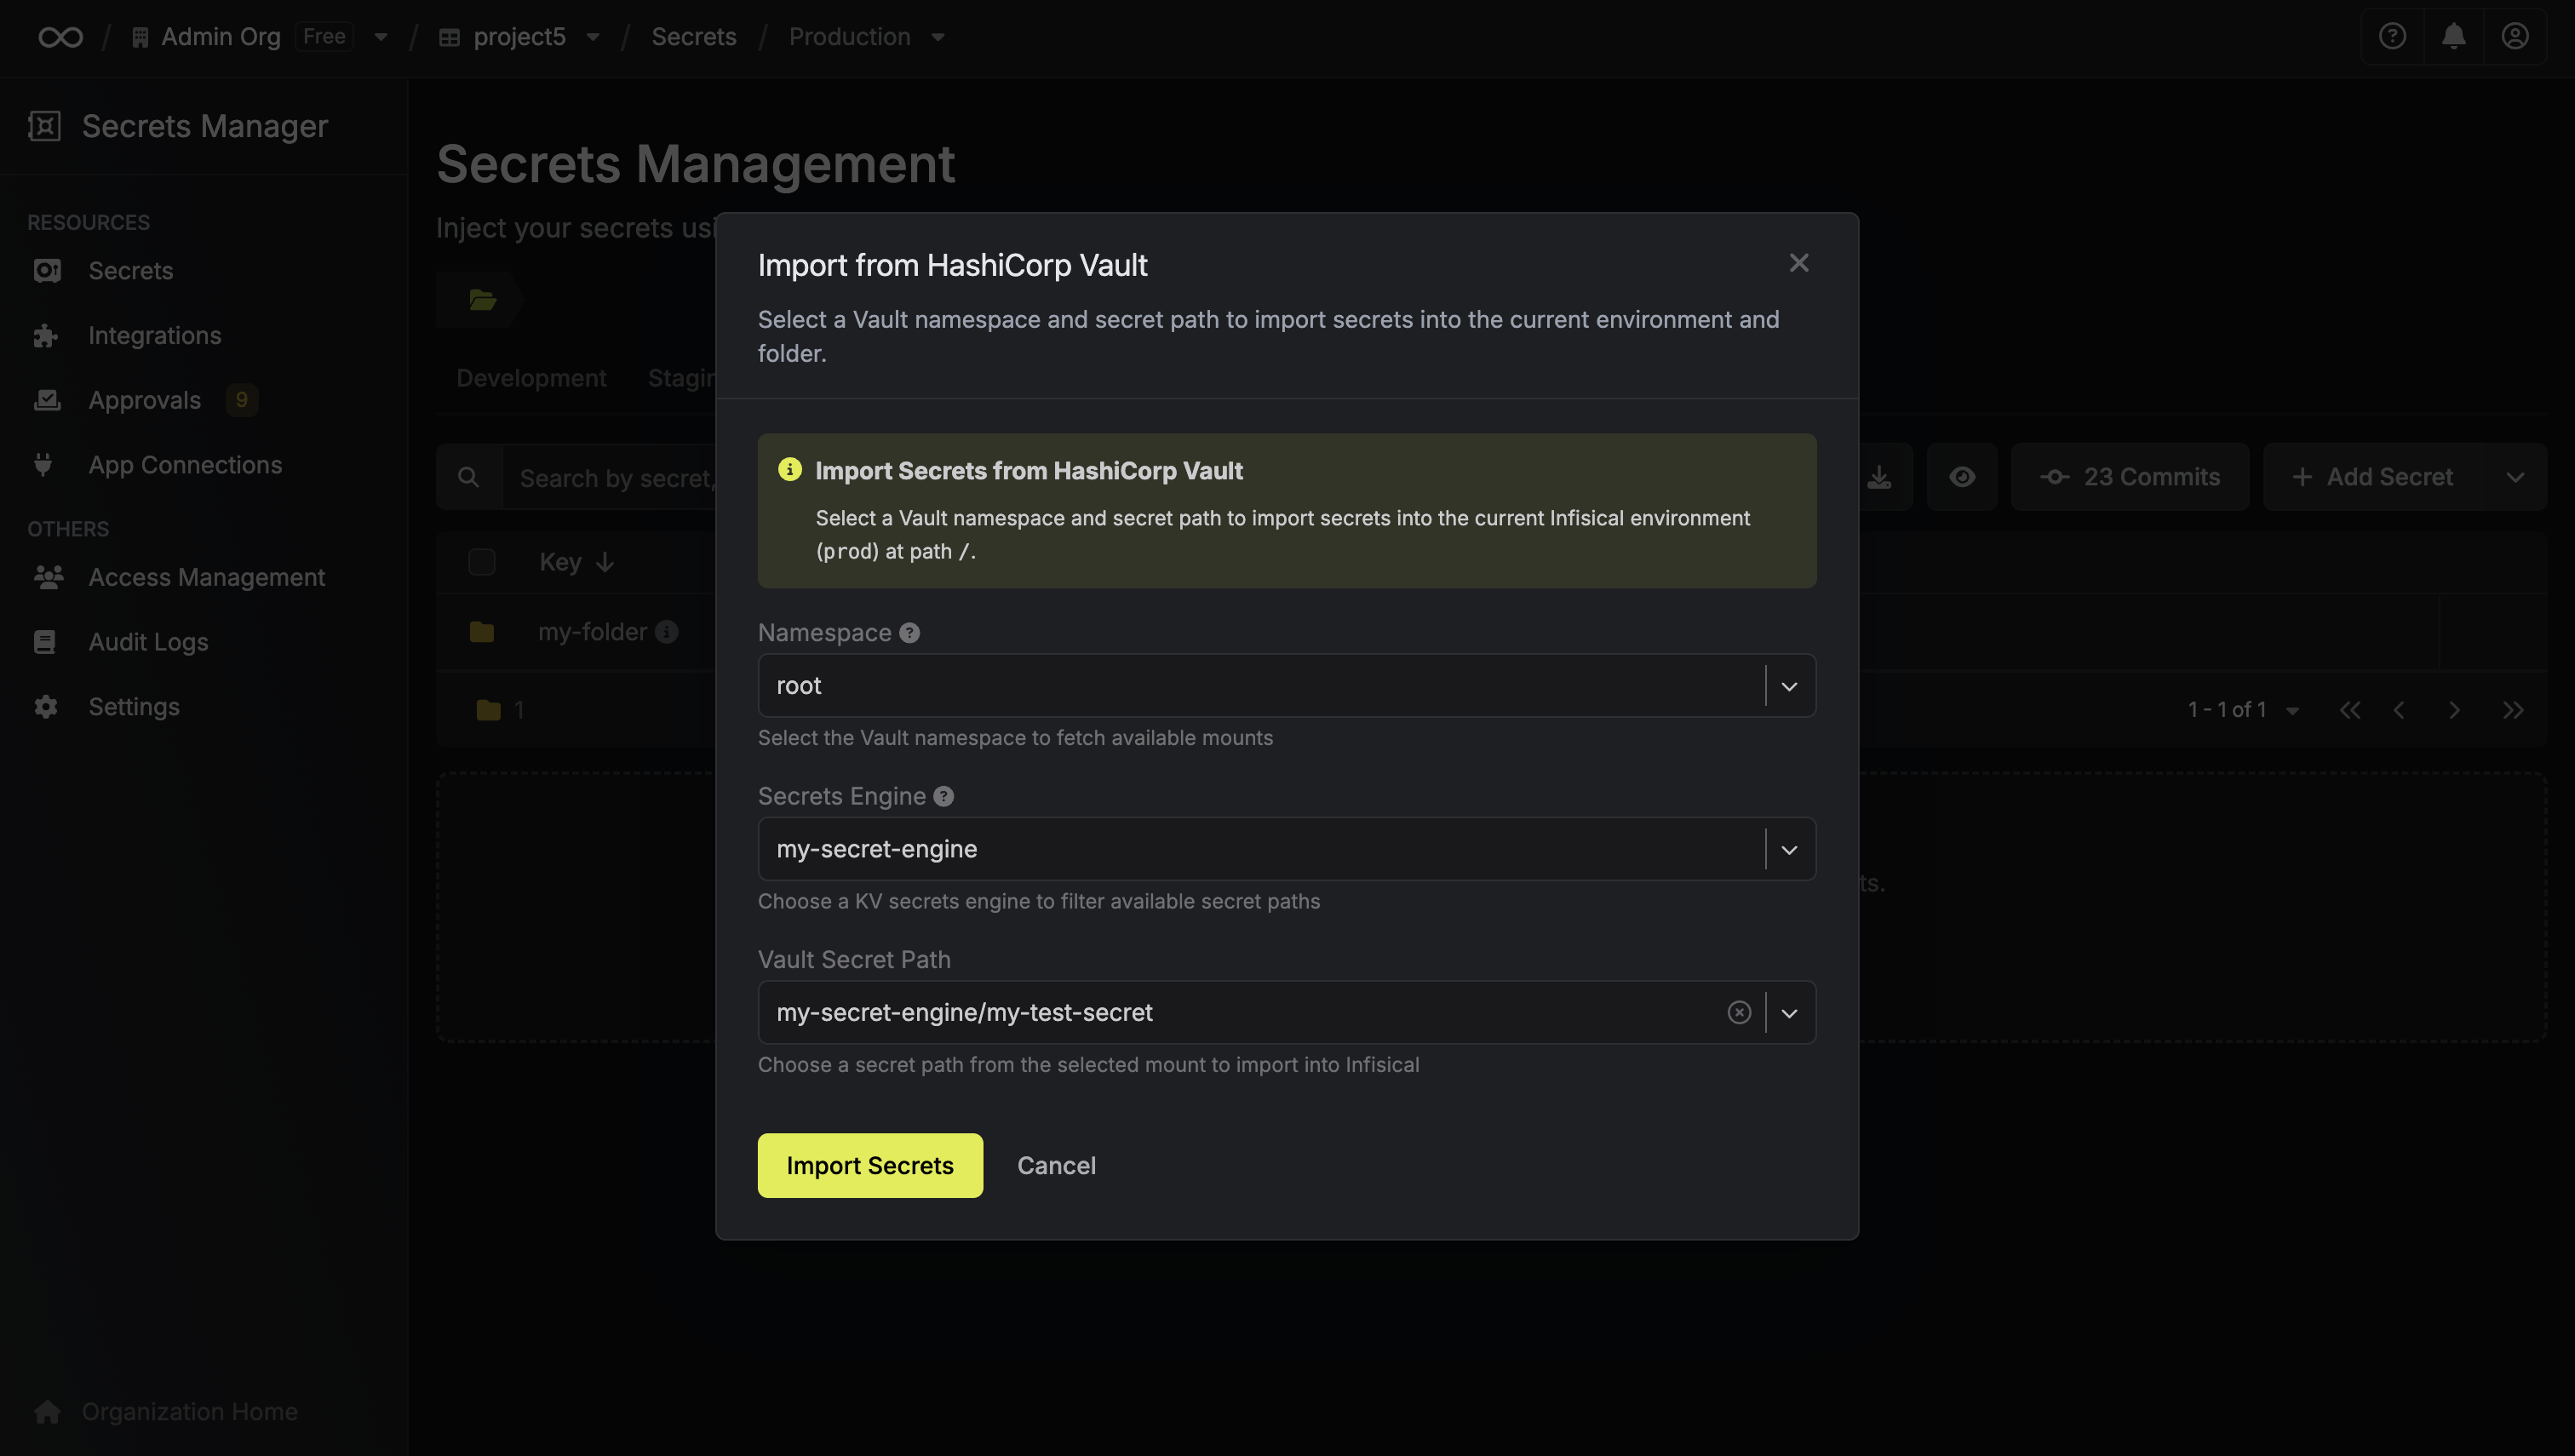 Admin Org Free
project5
Secrets
Production
Secrets Manager
RESOURCES
Secrets
Integrations
Approvals 9
App Connections
OTHERS
Access Management
Audit Logs
Settings
Organization Home
Secrets Management
Inject your secrets usi
Development
Stagin
Search by secret,
23 Commits
Add Secret
Key
my-folder
1
1 - 1 of 1
ts.
Import from HashiCorp Vault
Select a Vault namespace and secret path to import secrets into the current environment and
folder.
Import Secrets from HashiCorp Vault
Select a Vault namespace and secret path to import secrets into the current Infisical environment
(prod) at path /.
Namespace
root
Select the Vault namespace to fetch available mounts
Secrets Engine
my-secret-engine
Choose a KV secrets engine to filter available secret paths
Vault Secret Path
my-secret-engine/my-test-secret
Choose a secret path from the selected mount to import into Infisical
Import Secrets
Cancel